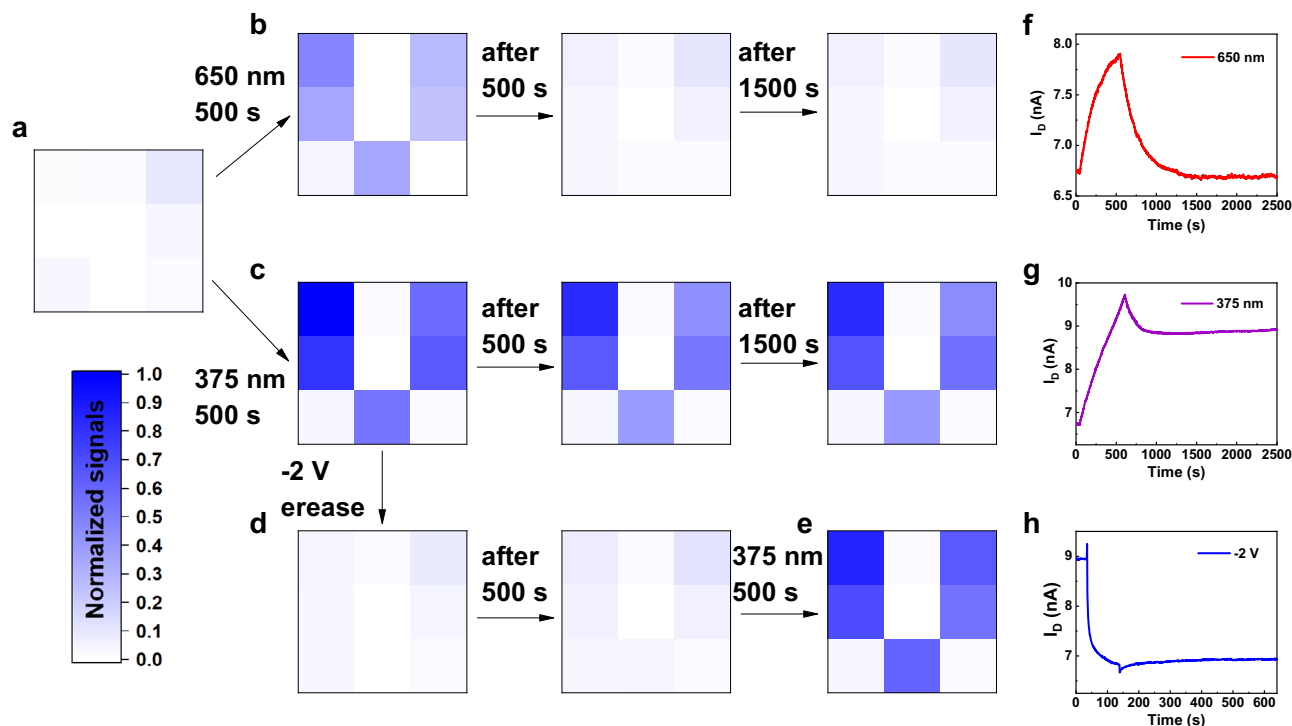 a
b
650 nm
500 s
after
500 s
after
1500 s
c
375 nm
500 s
after
500 s
after
1500 s
-2 V
erease
d
after
500 s
e
375 nm
500 s
Normalized signals
1.0
0.9
0.8
0.7
0.6
0.5
0.4
0.3
0.2
0.1
0.0
f
650 nm
I_D (nA)
8.0
7.5
7.0
6.5
0 500 1000 1500 2000 2500
Time (s)
g
375 nm
I_D (nA)
10
9
8
7
0 500 1000 1500 2000 2500
Time (s)
h
-2 V
I_D (nA)
9
8
7
0 100 200 300 400 500 600
Time (s)